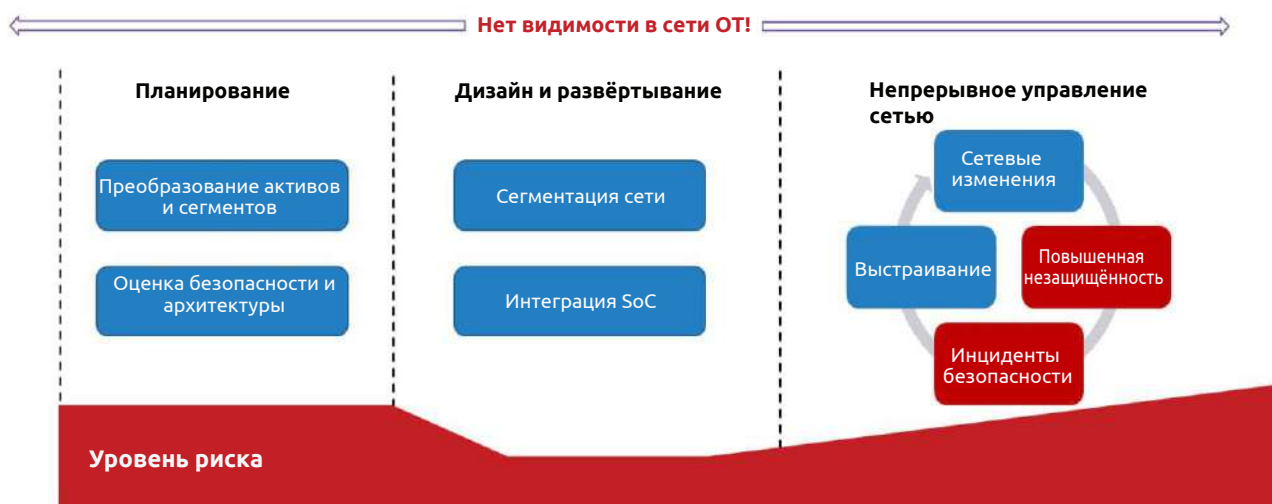 Нет видимости в сети OT!
Планирование
Преобразование активов
и сегментов
Оценка безопасности и
архитектуры
Дизайн и развёртывание
Сегментация сети
Интеграция SoC
Непрерывное управление
сетью
Сетевые
изменения
Повышенная
незащищённость
Инциденты
безопасности
Выстраивание
Уровень риска